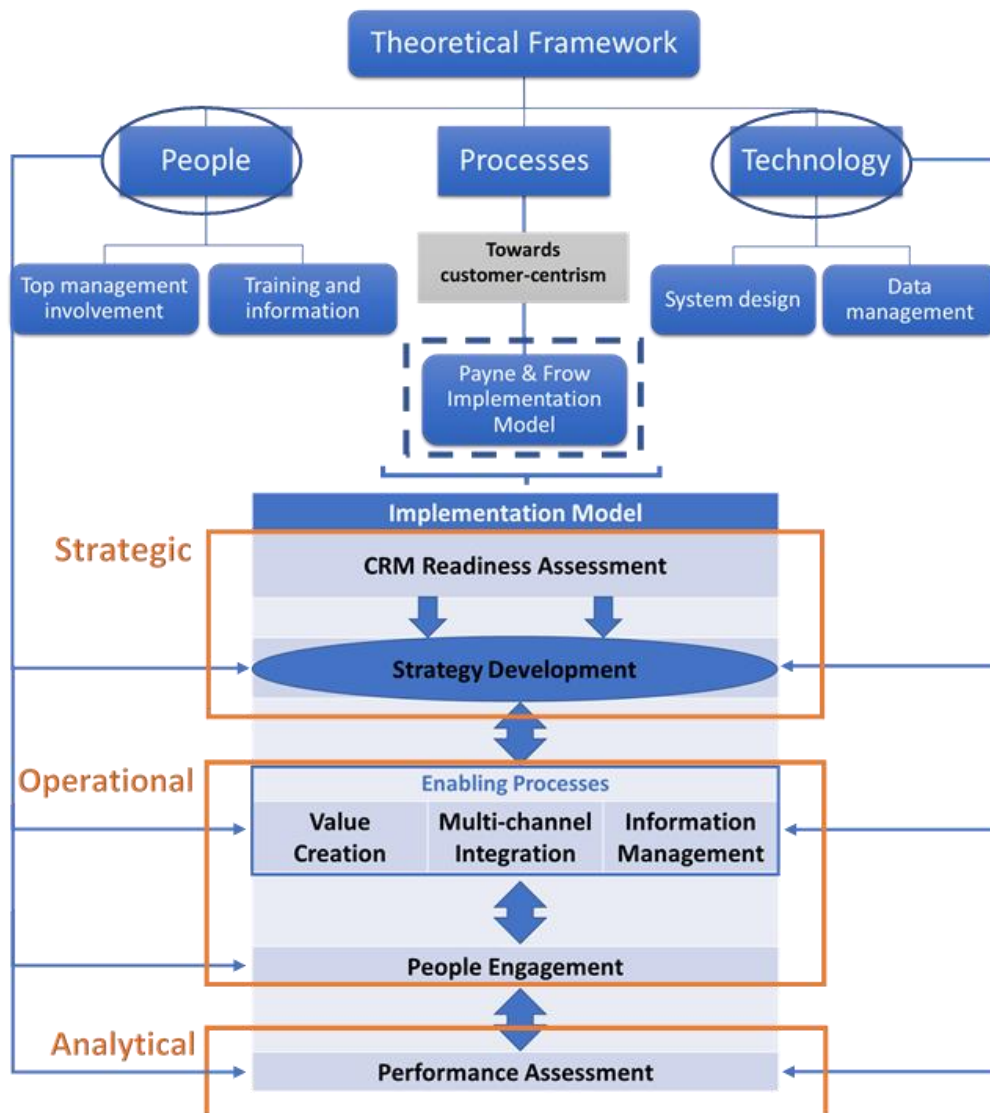 Theoretical Framework
People
Processes
Technology
Towards
customer-centrism
Top management
involvement
Training and
information
System design
Data
management
Payne & Frow
Implementation
Model
Implementation Model
Strategic
CRM Readiness Assessment
Strategy Development
Operational
Enabling Processes
Value
Creation
Multi-channel
Integration
Information
Management
People Engagement
Analytical
Performance Assessment